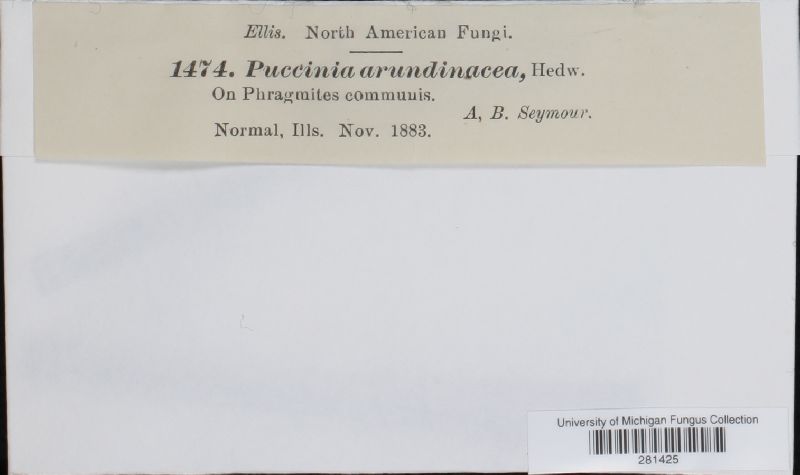 Ellis. North American Fungi.
1474. Puccinia arundinacea, Hedw.
On Phragmites communis.
A, B. Seymour.
Normal, Ills. Nov. 1883.
University of Michigan Fungus Collection
281425